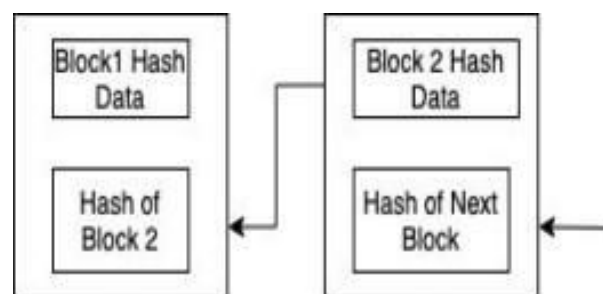 Block1 Hash
Data
Hash of
Block 2
Block 2 Hash
Data
Hash of Next
Block